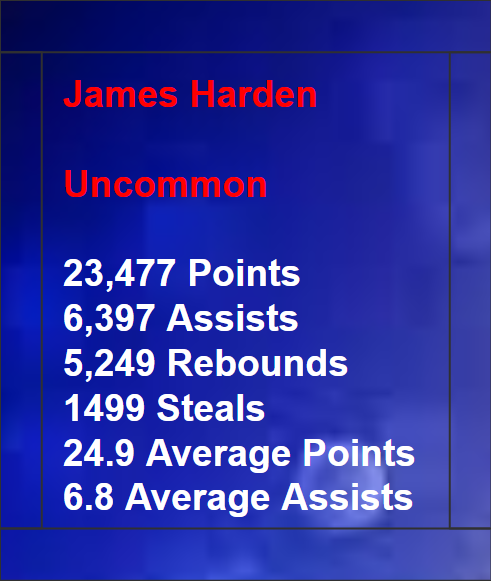 James Harden
Uncommon
23,477 Points
6,397 Assists
5,249 Rebounds
1499 Steals
24.9 Average Points
6.8 Average Assists